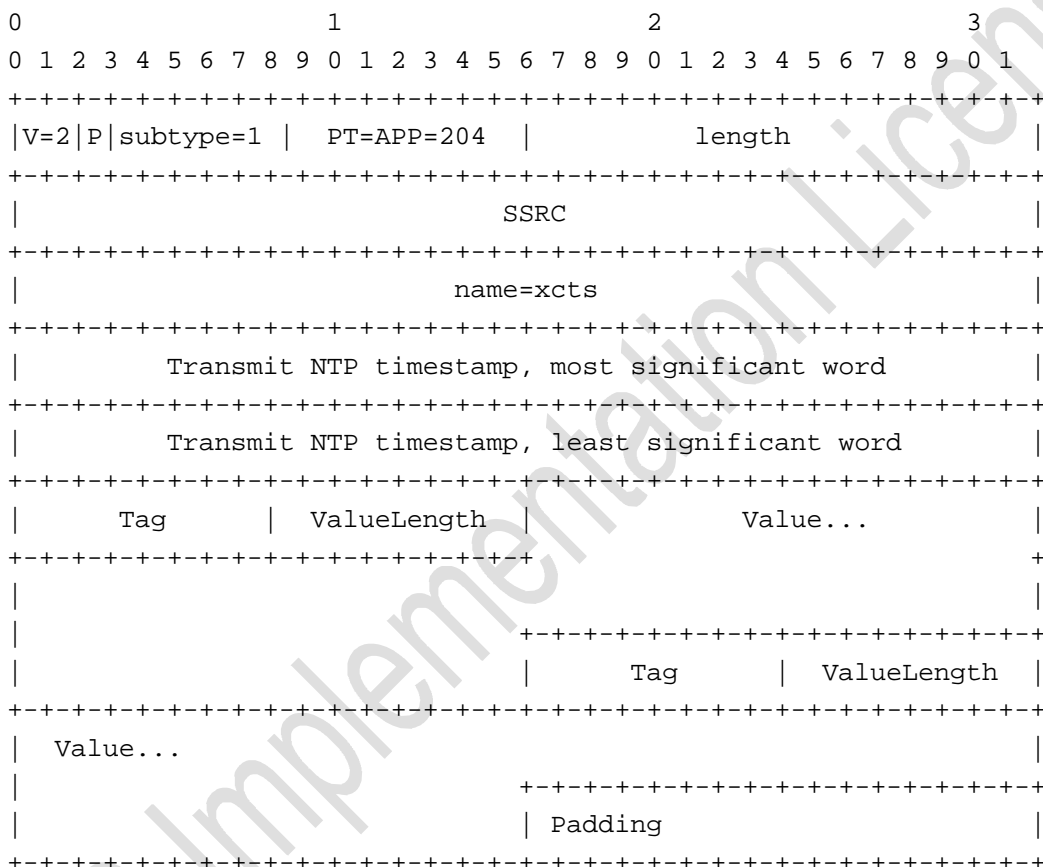 0                   1                   2                   3
0 1 2 3 4 5 6 7 8 9 0 1 2 3 4 5 6 7 8 9 0 1 2 3 4 5 6 7 8 9 0 1
+-+-+-+-+-+-+-+-+-+-+-+-+-+-+-+-+-+-+-+-+-+-+-+-+-+-+-+-+-+-+-+-+
|V=2|P|subtype=1 |  PT=APP=204  |          length               |
+-+-+-+-+-+-+-+-+-+-+-+-+-+-+-+-+-+-+-+-+-+-+-+-+-+-+-+-+-+-+-+-+
|                              SSRC                             |
+-+-+-+-+-+-+-+-+-+-+-+-+-+-+-+-+-+-+-+-+-+-+-+-+-+-+-+-+-+-+-+-+
|                           name=xcts                           |
+-+-+-+-+-+-+-+-+-+-+-+-+-+-+-+-+-+-+-+-+-+-+-+-+-+-+-+-+-+-+-+-+
|         Transmit NTP timestamp, most significant word         |
+-+-+-+-+-+-+-+-+-+-+-+-+-+-+-+-+-+-+-+-+-+-+-+-+-+-+-+-+-+-+-+-+
|         Transmit NTP timestamp, least significant word        |
+-+-+-+-+-+-+-+-+-+-+-+-+-+-+-+-+-+-+-+-+-+-+-+-+-+-+-+-+-+-+-+-+
|      Tag      |  ValueLength  |             Value...          |
+-+-+-+-+-+-+-+-+-+-+-+-+-+-+-+-+                               +
|                                                               |
|                               +-+-+-+-+-+-+-+-+-+-+-+-+-+-+-+-+
|                               |      Tag      |  ValueLength  |
+-+-+-+-+-+-+-+-+-+-+-+-+-+-+-+-+-+-+-+-+-+-+-+-+-+-+-+-+-+-+-+-+
|  Value...                                                     |
|                               +-+-+-+-+-+-+-+-+-+-+-+-+-+-+-+-+
|                               | Padding                       |
+-+-+-+-+-+-+-+-+-+-+-+-+-+-+-+-+-+-+-+-+-+-+-+-+-+-+-+-+-+-+-+-+
Implementation Licen